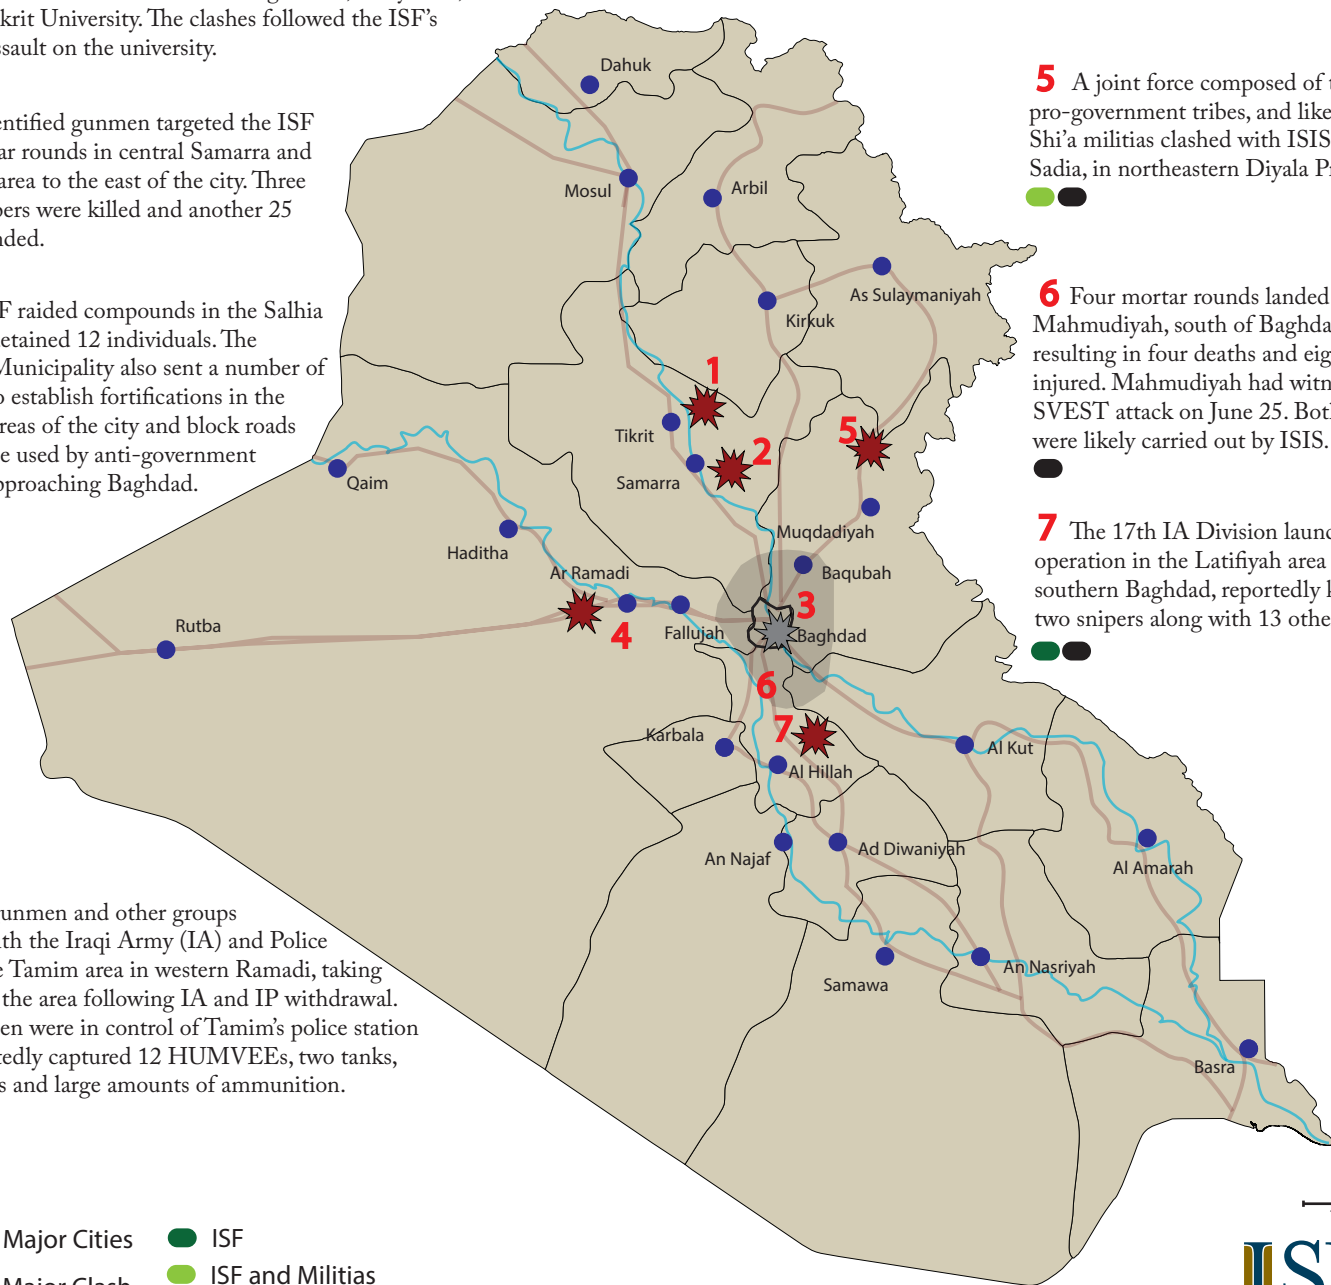 krit University. The clashes followed the ISF's
ssault on the university.
entified gunmen targeted the ISF
ar rounds in central Samarra and
area to the east of the city. Three
bers were killed and another 25
nded.
F raided compounds in the Salhia
etained 12 individuals. The
Municipality also sent a number of
o establish fortifications in the
reas of the city and block roads
e used by anti-government
pproaching Baghdad.
unmen and other groups
ith the Iraqi Army (IA) and Police
e Tamim area in western Ramadi, taking
the area following IA and IP withdrawal.
en were in control of Tamim's police station
tedly captured 12 HUMVEEs, two tanks,
s and large amounts of ammunition.
Major Cities
ISF
Major Clash
ISF and Militias
Dahuk
Mosul
Arbil
As Sulaymaniyah
Kirkuk
1
Tikrit
2
5
Samarra
Qaim
Muqdadiyah
Haditha
Ar Ramadi
Baqubah
3
Rutba
4
Fallujah
Baghdad
6
7
Karbala
Al Kut
Al Hillah
An Najaf
Ad Diwaniyah
Al Amarah
An Nasriyah
Samawa
Basra
5 A joint force composed of t
pro-government tribes, and like
Shi'a militias clashed with ISIS
Sadia, in northeastern Diyala Pr
6 Four mortar rounds landed
Mahmudiyah, south of Baghda
resulting in four deaths and eig
injured. Mahmudiyah had witn
SVEST attack on June 25. Bot
were likely carried out by ISIS.
7 The 17th IA Division launc
operation in the Latifiyah area
southern Baghdad, reportedly k
two snipers along with 13 othe